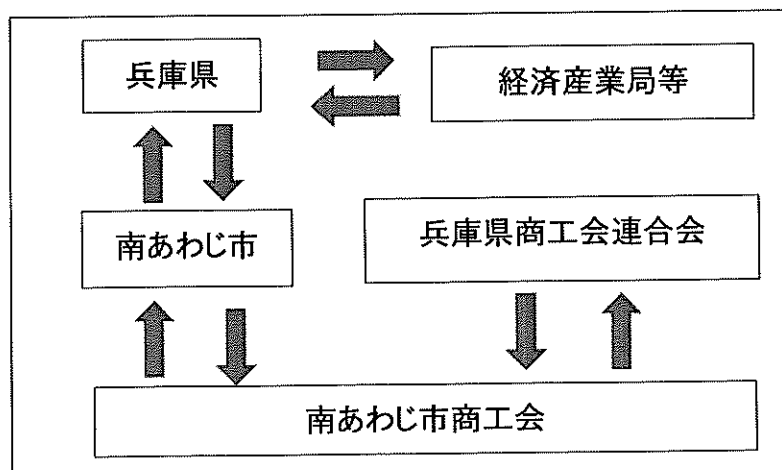 兵庫県
経済産業局等
南あわじ市
兵庫県商工会連合会
南あわじ市商工会